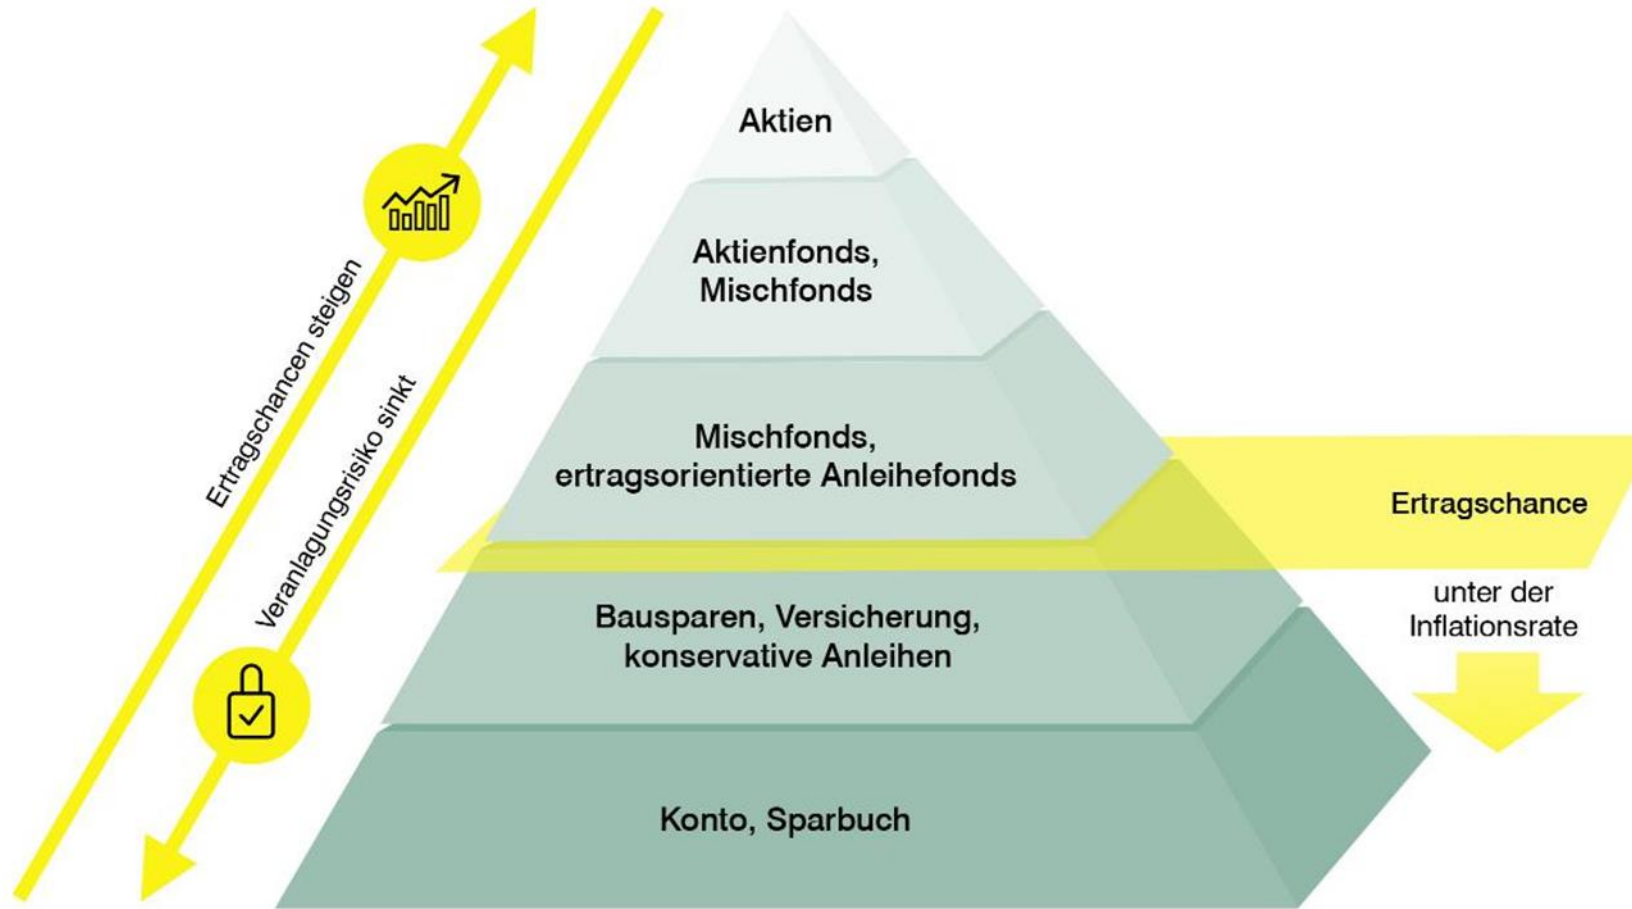 Aktien
Aktienfonds,
Mischfonds
Ertragschancen steigen
Veranlagungsrisiko sinkt
Mischfonds,
ertragsorientierte Anleihefonds
Ertragschance
unter der
Inflationsrate
Bausparen, Versicherung,
konservative Anleihen
Konto, Sparbuch